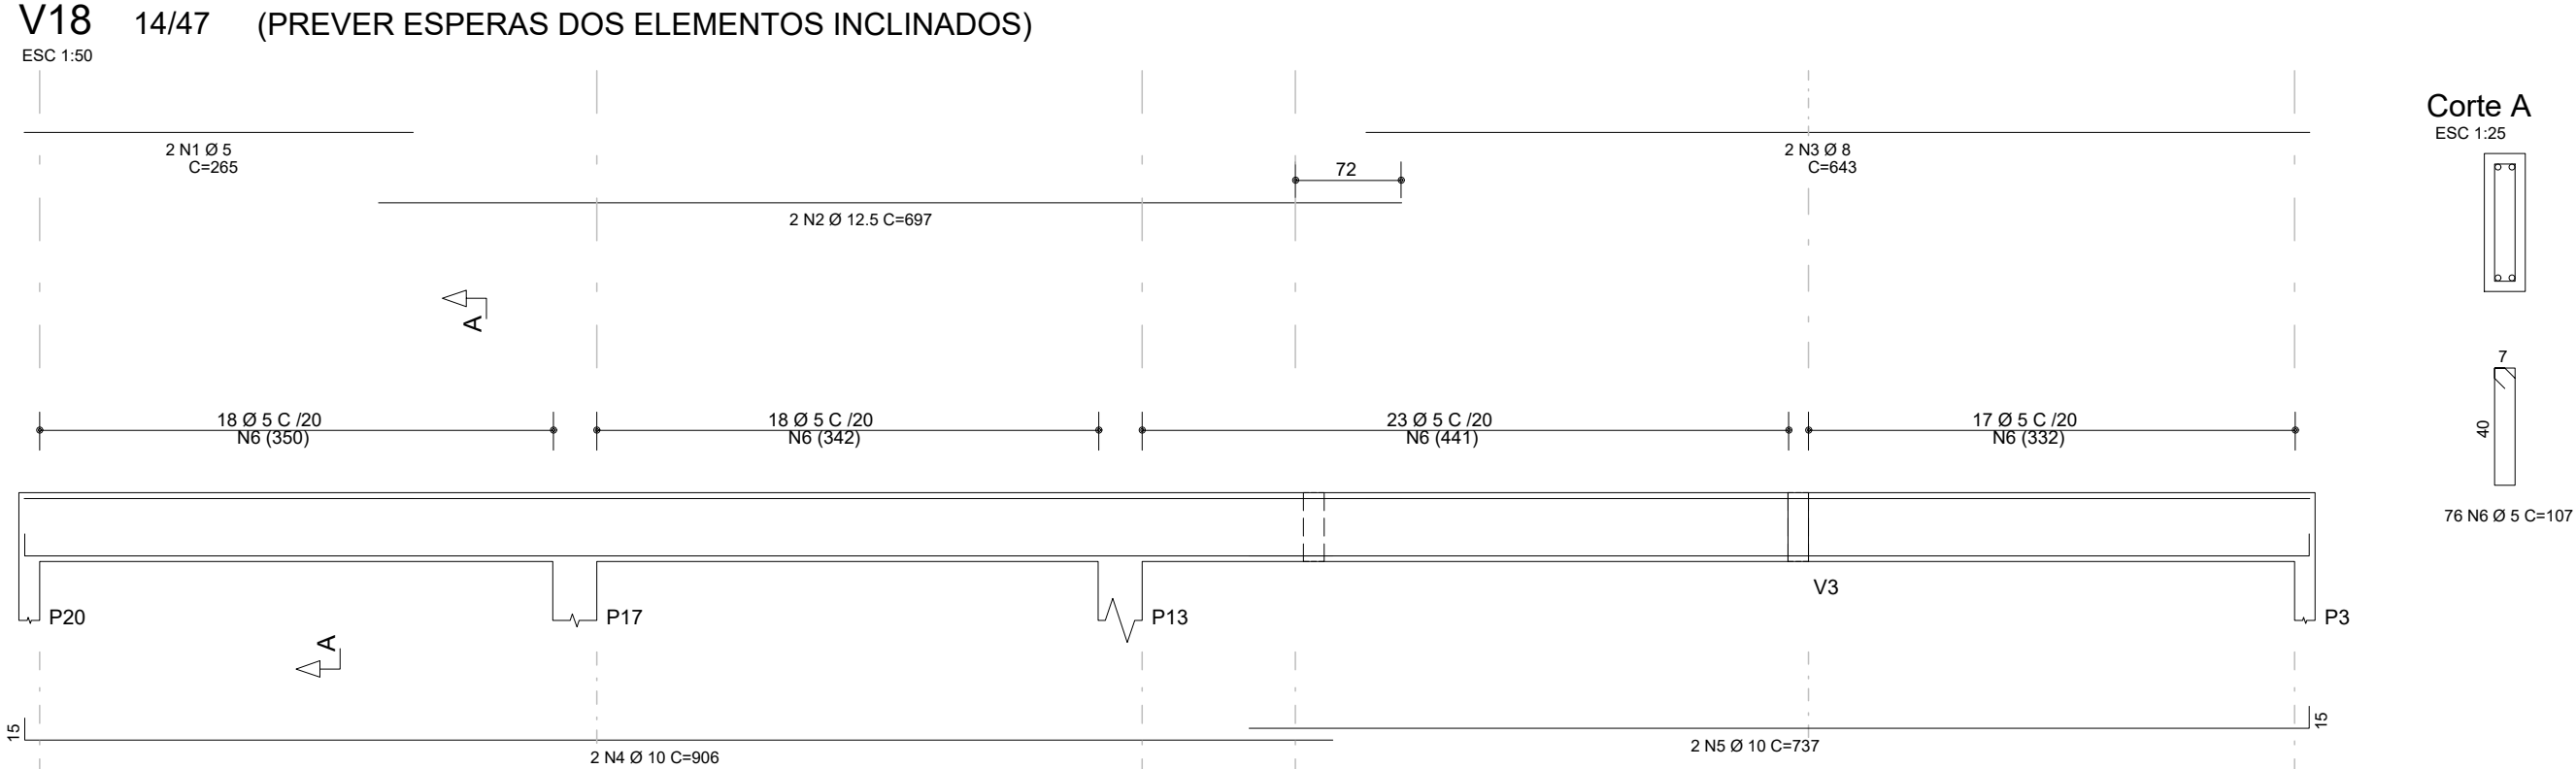 V18 14/47 (PREVER ESPERAS DOS ELEMENTOS INCLINADOS)
ESC 1:50
Corte A
ESC 1:25
2 N1 Ø 5
C=265
2 N3 Ø 8
C=643
72
2 N2 Ø 12.5 C=697
A
7
40
76 N6 Ø 5 C=107
18 Ø 5 C /20
N6 (350)
18 Ø 5 C /20
N6 (342)
23 Ø 5 C /20
N6 (441)
17 Ø 5 C /20
N6 (332)
V3
P20
P17
P13
P3
A
15
2 N4 Ø 10 C=906
2 N5 Ø 10 C=737
15